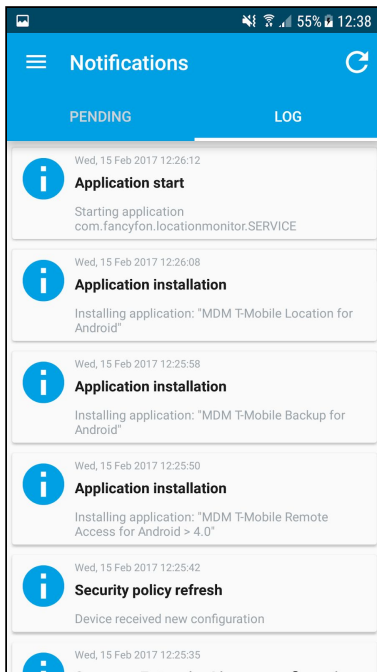 55% 12:38
Notifications
PENDING
LOG
Wed, 15 Feb 2017 12:26:12
Application start
Starting application
com.fancyfon.locationmonitor.SERVICE
Wed, 15 Feb 2017 12:26:08
Application installation
Installing application: "MDM T-Mobile Location for
Android"
Wed, 15 Feb 2017 12:25:58
Application installation
Installing application: "MDM T-Mobile Backup for
Android"
Wed, 15 Feb 2017 12:25:50
Application installation
Installing application: "MDM T-Mobile Remote
Access for Android > 4.0"
Wed, 15 Feb 2017 12:25:42
Security policy refresh
Device received new configuration
Wed, 15 Feb 2017 12:25:35